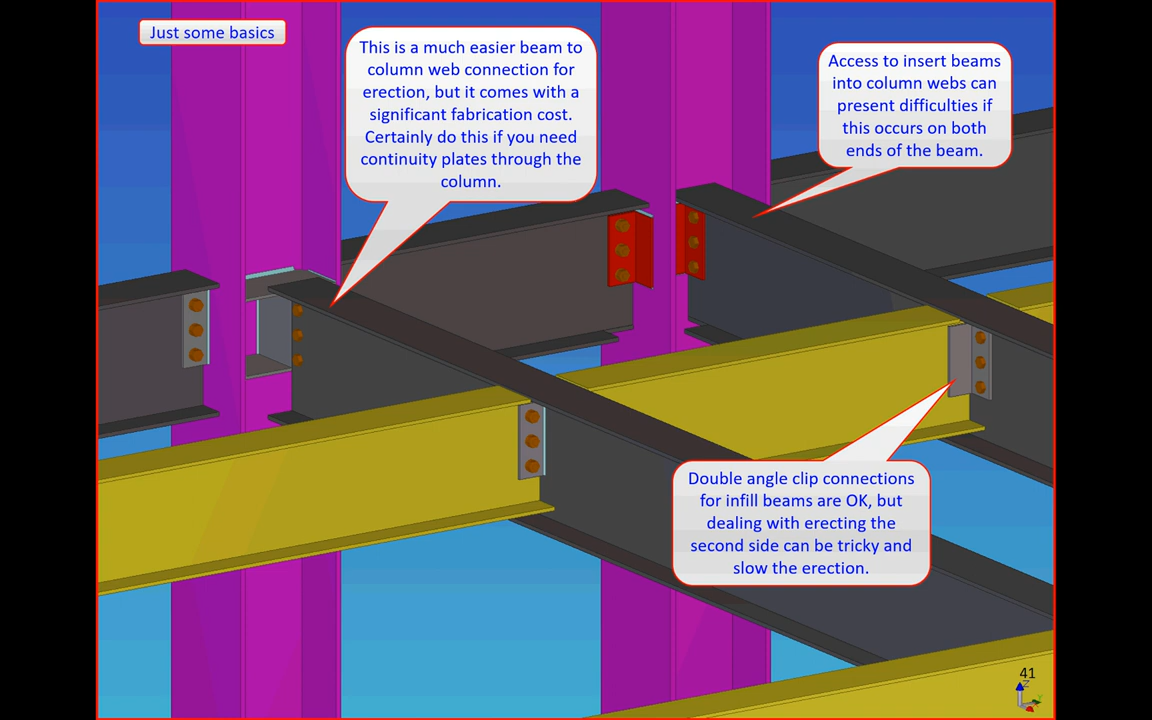 Just some basics
This is a much easier beam to
column web connection for
erection, but it comes with a
significant fabrication cost.
Certainly do this if you need
continuity plates through the
column.
Access to insert beams
into column webs can
present difficulties if
this occurs on both
ends of the beam.
Double angle clip connections
for infill beams are OK, but
dealing with erecting the
second side can be tricky and
slow the erection.
41
Z
Y